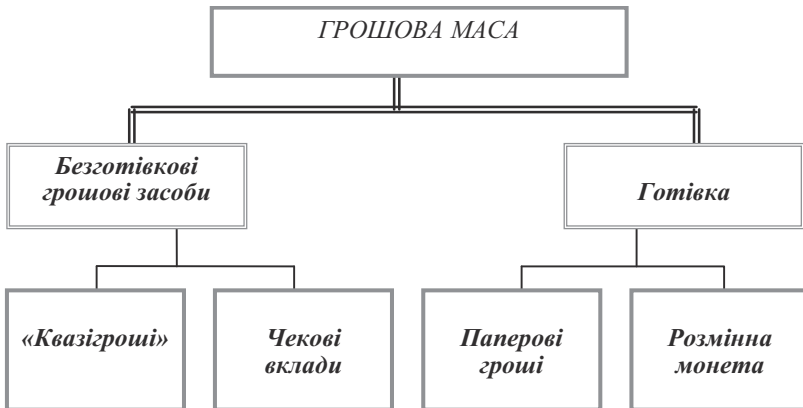 ГРОШОВА МАСА
Безготівкові
грошові засоби
Готівка
«Квазігроші»
Чекові
вклади
Паперові
гроші
Розмінна
монета